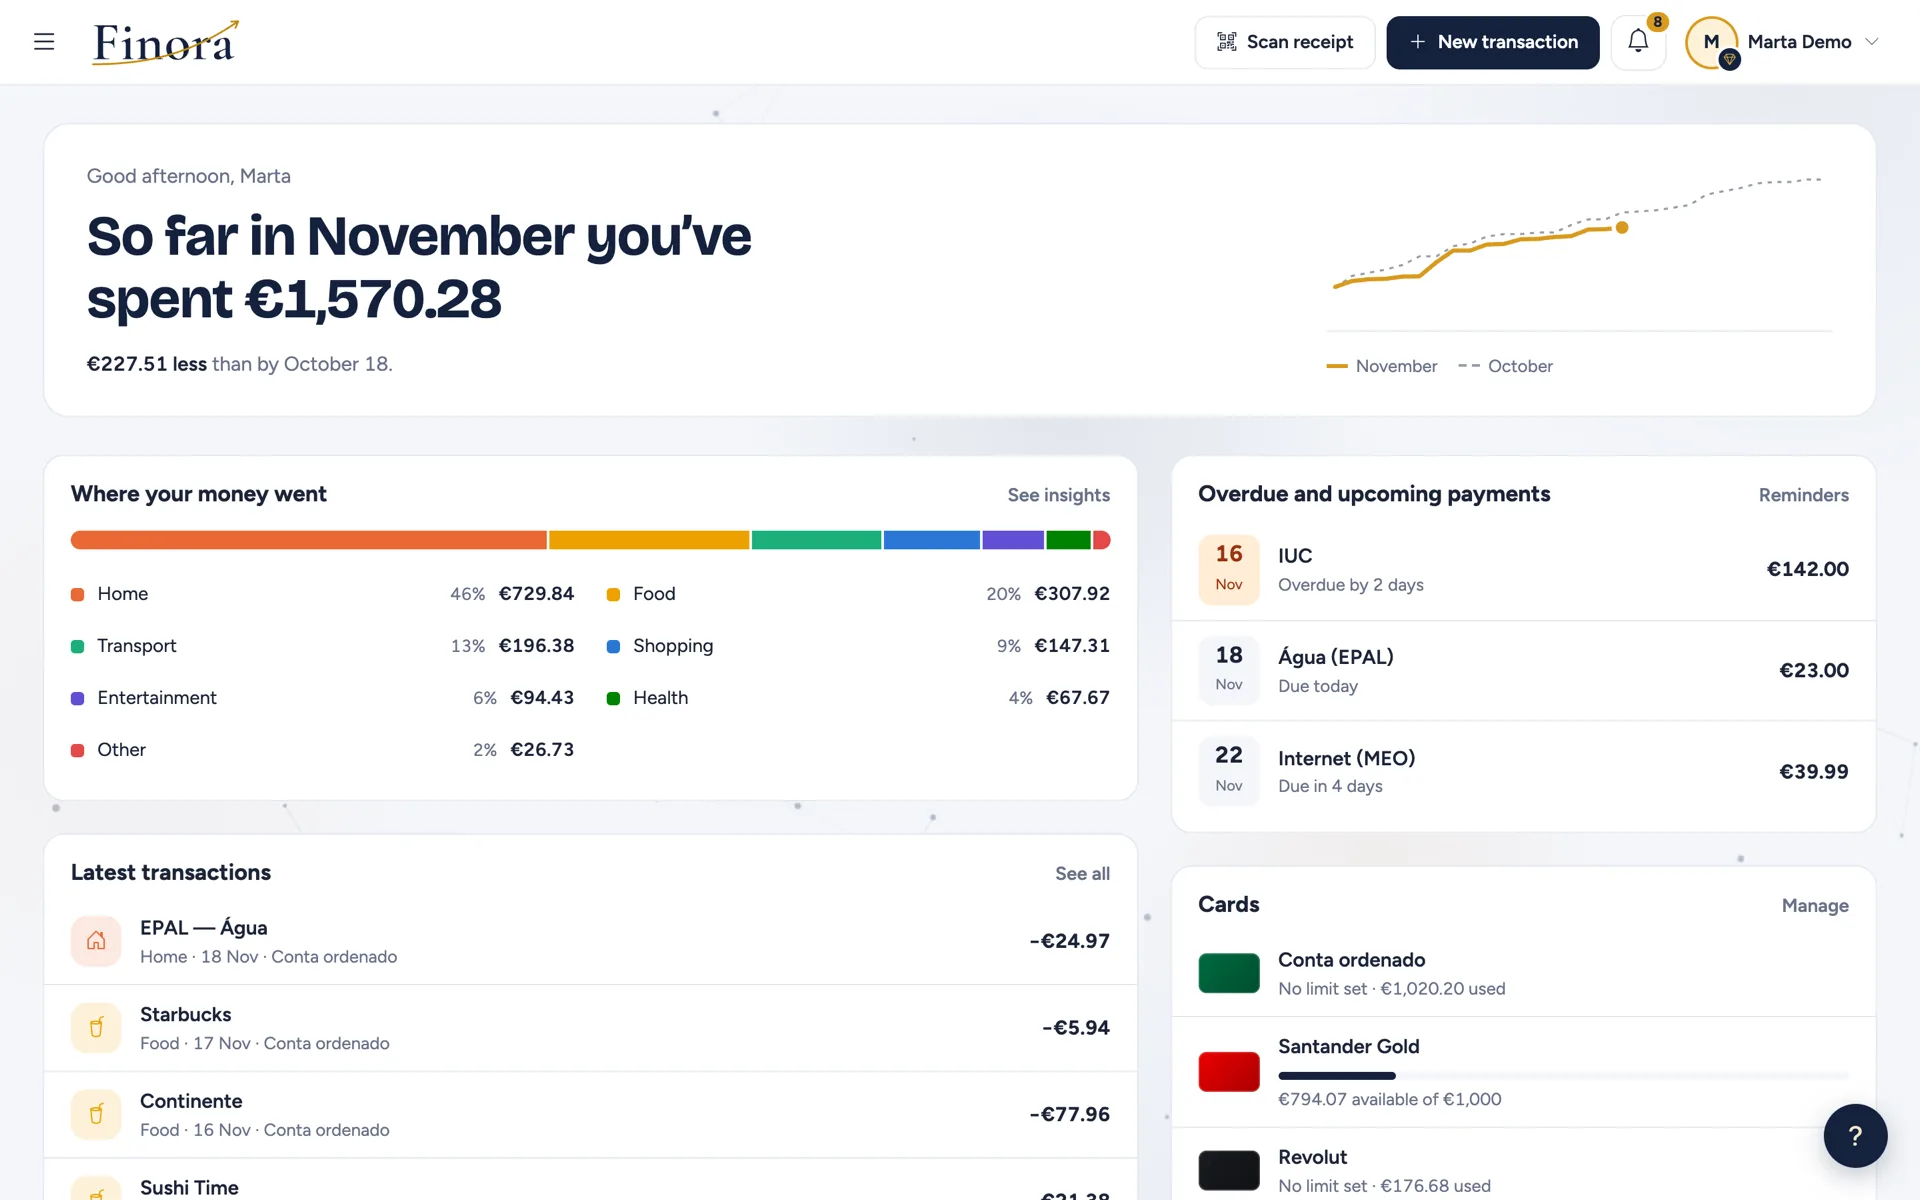 Finora
Scan receipt
+ New transaction
8
M
Marta Demo
Good afternoon, Marta
So far in November you’ve
spent €1,570.28
€227.51 less than by October 18.
November
October
Where your money went
See insights
Home 46% €729.84
Food 20% €307.92
Transport 13% €196.38
Shopping 9% €147.31
Entertainment 6% €94.43
Health 4% €67.67
Other 2% €26.73
Overdue and upcoming payments
Reminders
16
Nov
IUC
Overdue by 2 days
€142.00
18
Nov
Água (EPAL)
Due today
€23.00
22
Nov
Internet (MEO)
Due in 4 days
€39.99
Latest transactions
See all
EPAL — Água
Home · 18 Nov · Conta ordenado
−€24.97
Starbucks
Food · 17 Nov · Conta ordenado
−€5.94
Continente
Food · 16 Nov · Conta ordenado
−€77.96
Sushi Time
Cards
Manage
Conta ordenado
No limit set · €1,020.20 used
Santander Gold
€794.07 available of €1,000
Revolut
No limit set · €176.68 used
?